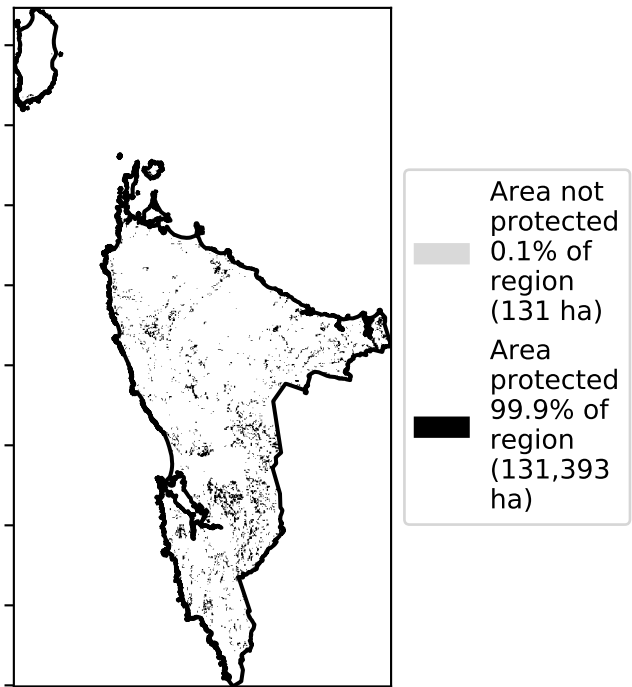 Area not
protected
0.1% of
region
(131 ha)
Area
protected
99.9% of
region
(131,393
ha)